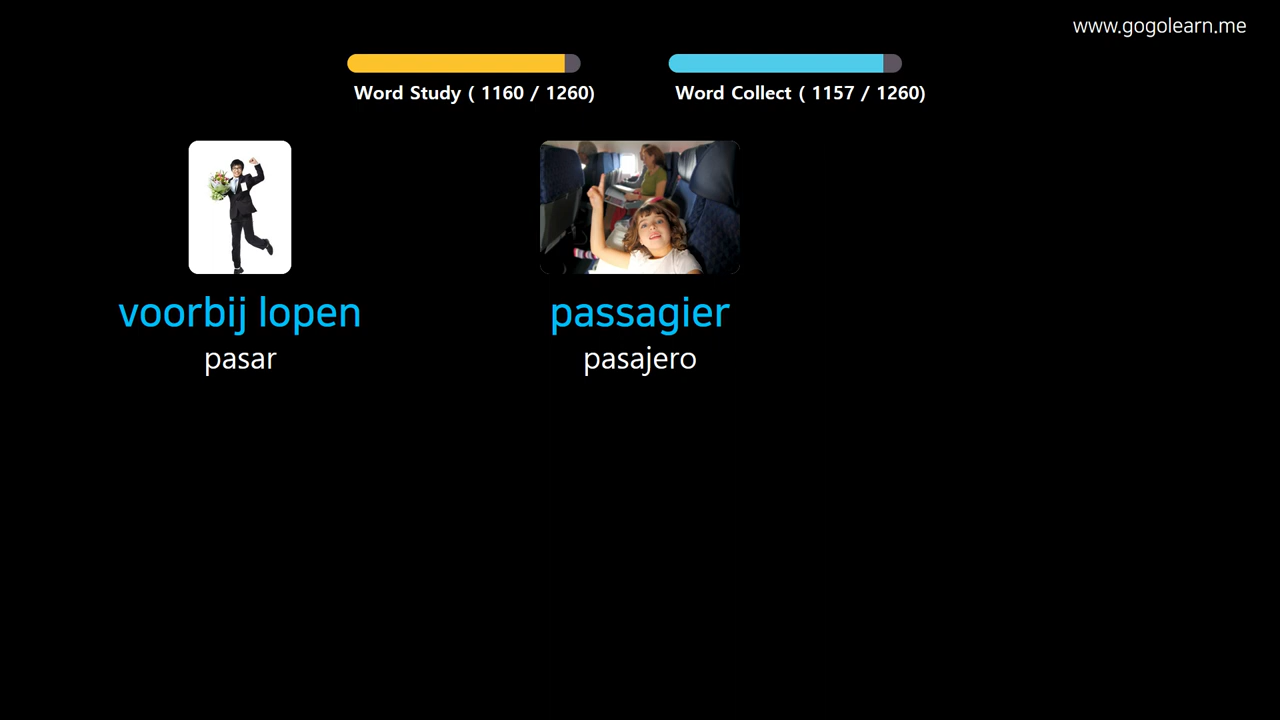 www.gogolearn.me
Word Study ( 1160 / 1260)
Word Collect ( 1157 / 1260)
voorbij lopen
pasar
passagier
pasajero